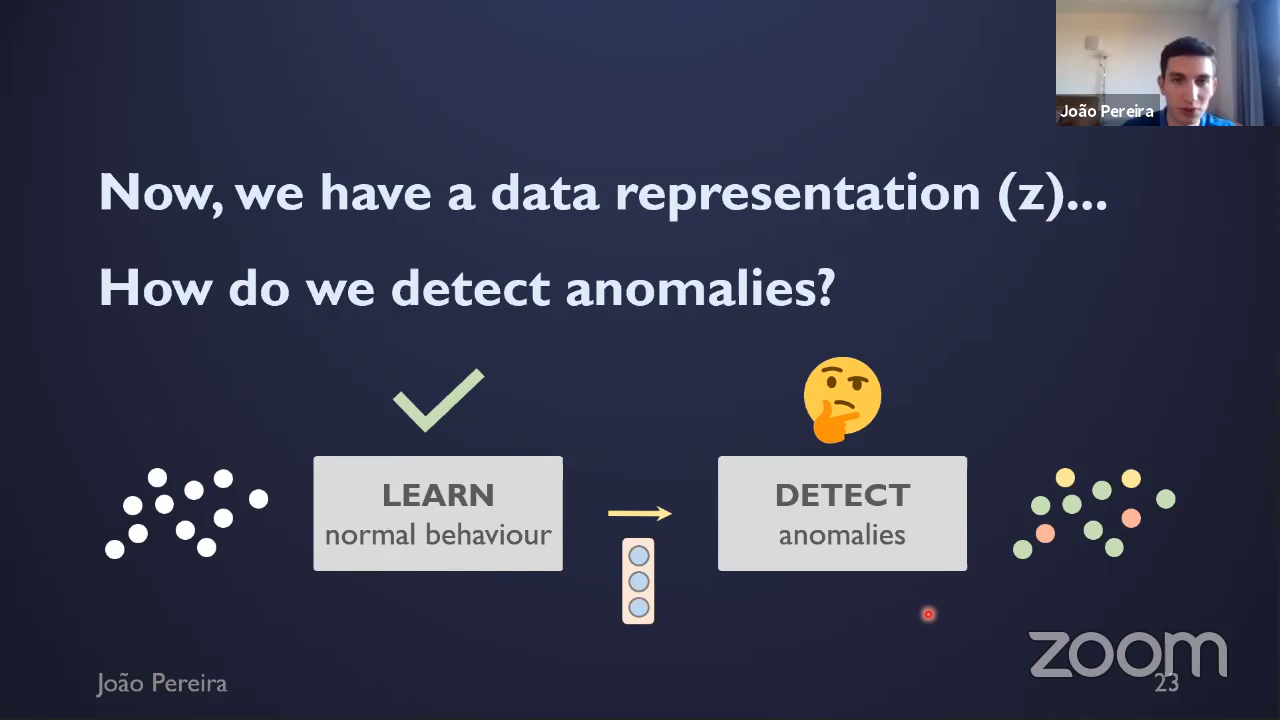 João Pereira
Now, we have a data representation (z)...
How do we detect anomalies?
LEARN
normal behaviour
DETECT
anomalies
zoom
João Pereira
23